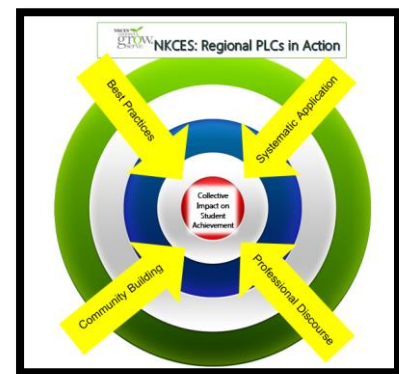 NKCES
grow.
serve.
NKCES: Regional PLCs in Action
Best Practices
Systematic Application
Collective
Impact on
Student
Achievement
Community Building
Professional Discourse